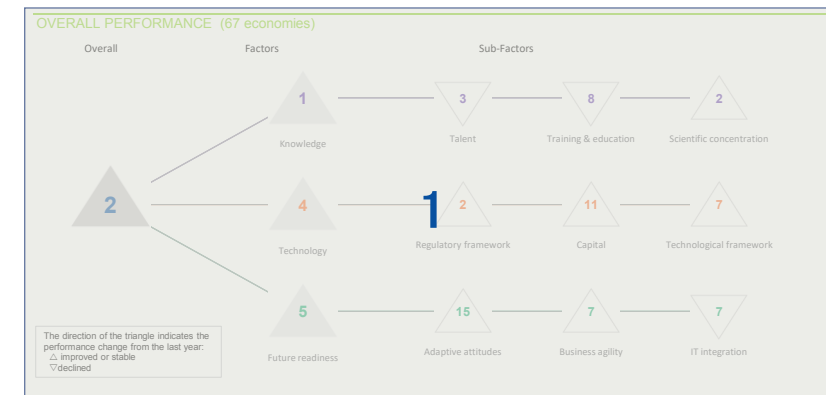 OVERALL PERFORMANCE (67 economies)
Overall Factors Sub-Factors
1 3 8 2
Knowledge Talent Training & education Scientific concentration
2 4 1 2 11 7
Technology Regulatory framework Capital Technological framework
5 15 7 7
Future readiness Adaptive attitudes Business agility IT integration
The direction of the triangle indicates the
performance change from the last year:
△ improved or stable
▽declined